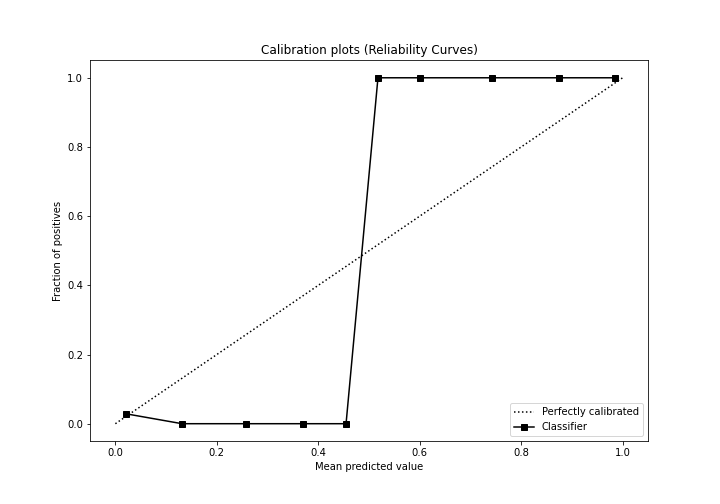 Calibration plots (Reliability Curves)
1.0
0.8
0.6
0.4
0.2
0.0
Fraction of positives
0.0 0.2 0.4 0.6 0.8 1.0
Mean predicted value
Perfectly calibrated
Classifier